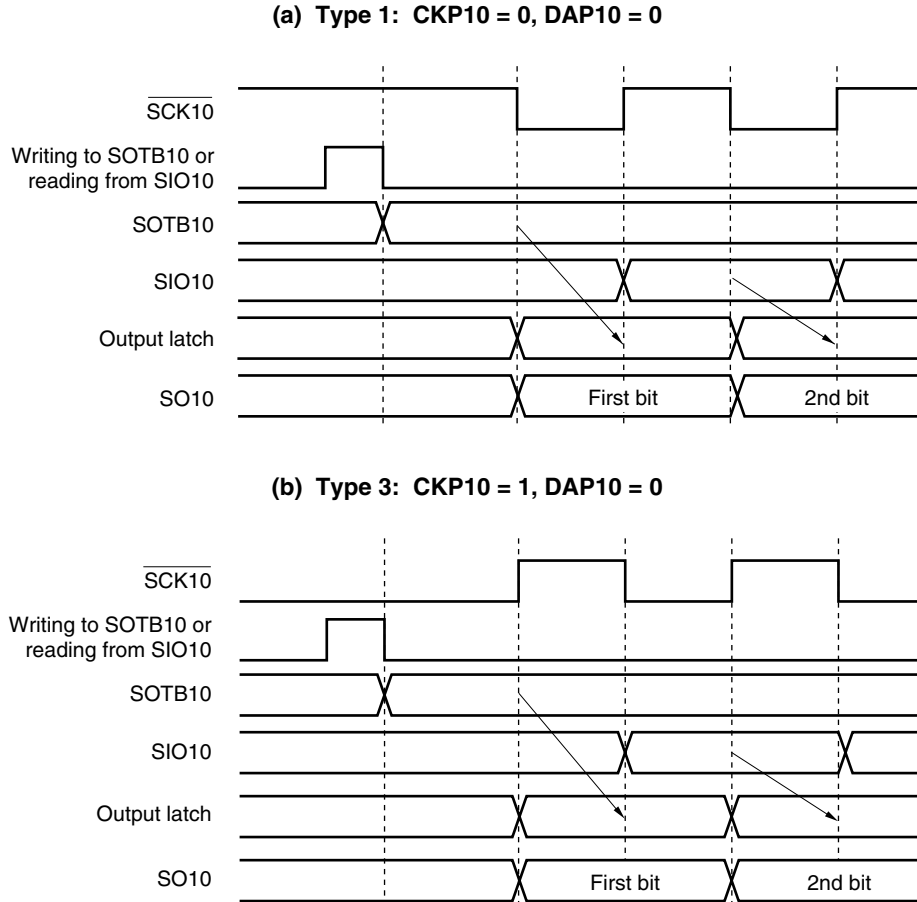 (a) Type 1: CKP10 = 0, DAP10 = 0
SCK10
Writing to SOTB10 or
reading from SIO10
SOTB10
SIO10
Output latch
SO10
First bit
2nd bit
(b) Type 3: CKP10 = 1, DAP10 = 0
SCK10
Writing to SOTB10 or
reading from SIO10
SOTB10
SIO10
Output latch
SO10
First bit
2nd bit